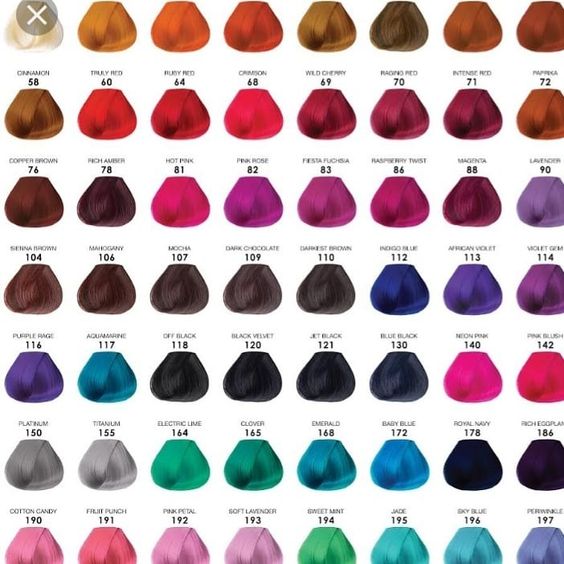 CINNAMON TRULY RED RUBY RED CRIMSON WILD CHERRY RAGING RED INTENSE RED PAPRIKA
58 60 64 68 69 70 71 72
COPPER BROWN RICH AMBER HOT PINK PINK ROSE FIESTA FUCHSIA RASPBERRY TWIST MAGENTA LAVENDER
76 78 81 82 83 86 88 90
SIENNA BROWN MAHOGANY MOCHA DARK CHOCOLATE DARKEST BROWN INDIGO BLUE AFRICAN VIOLET VIOLET GEM
104 106 107 109 110 112 113 114
PURPLE RAGE AQUAMARINE OFF BLACK BLACK VELVET JET BLACK BLUE BLACK NEON PINK PINK BLUSH
116 117 118 120 121 130 140 142
PLATINUM TITANIUM ELECTRIC LIME CLOVER EMERALD BABY BLUE ROYAL NAVY RICH EGGPLAN
150 155 164 165 168 172 178 186
COTTON CANDY FRUIT PUNCH PINK PETAL SOFT LAVENDER SWEET MINT JADE SKY BLUE PERIWINKLE
190 191 192 193 194 195 196 197